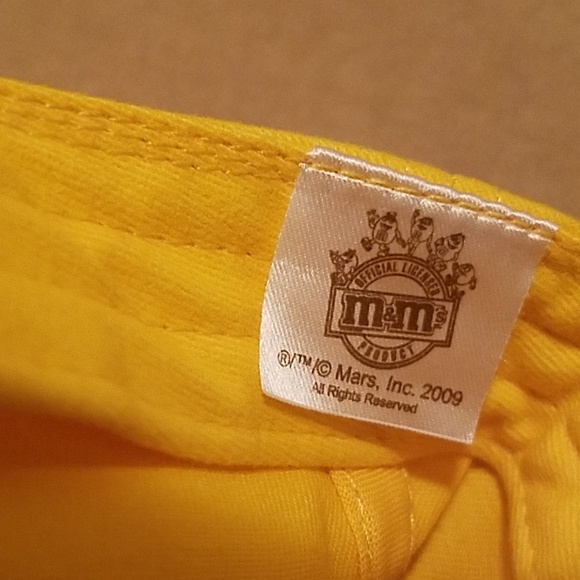 OFFICIAL LICENSED
m&m's
PRODUCT
®/™/© Mars, Inc. 2009
All Rights Reserved